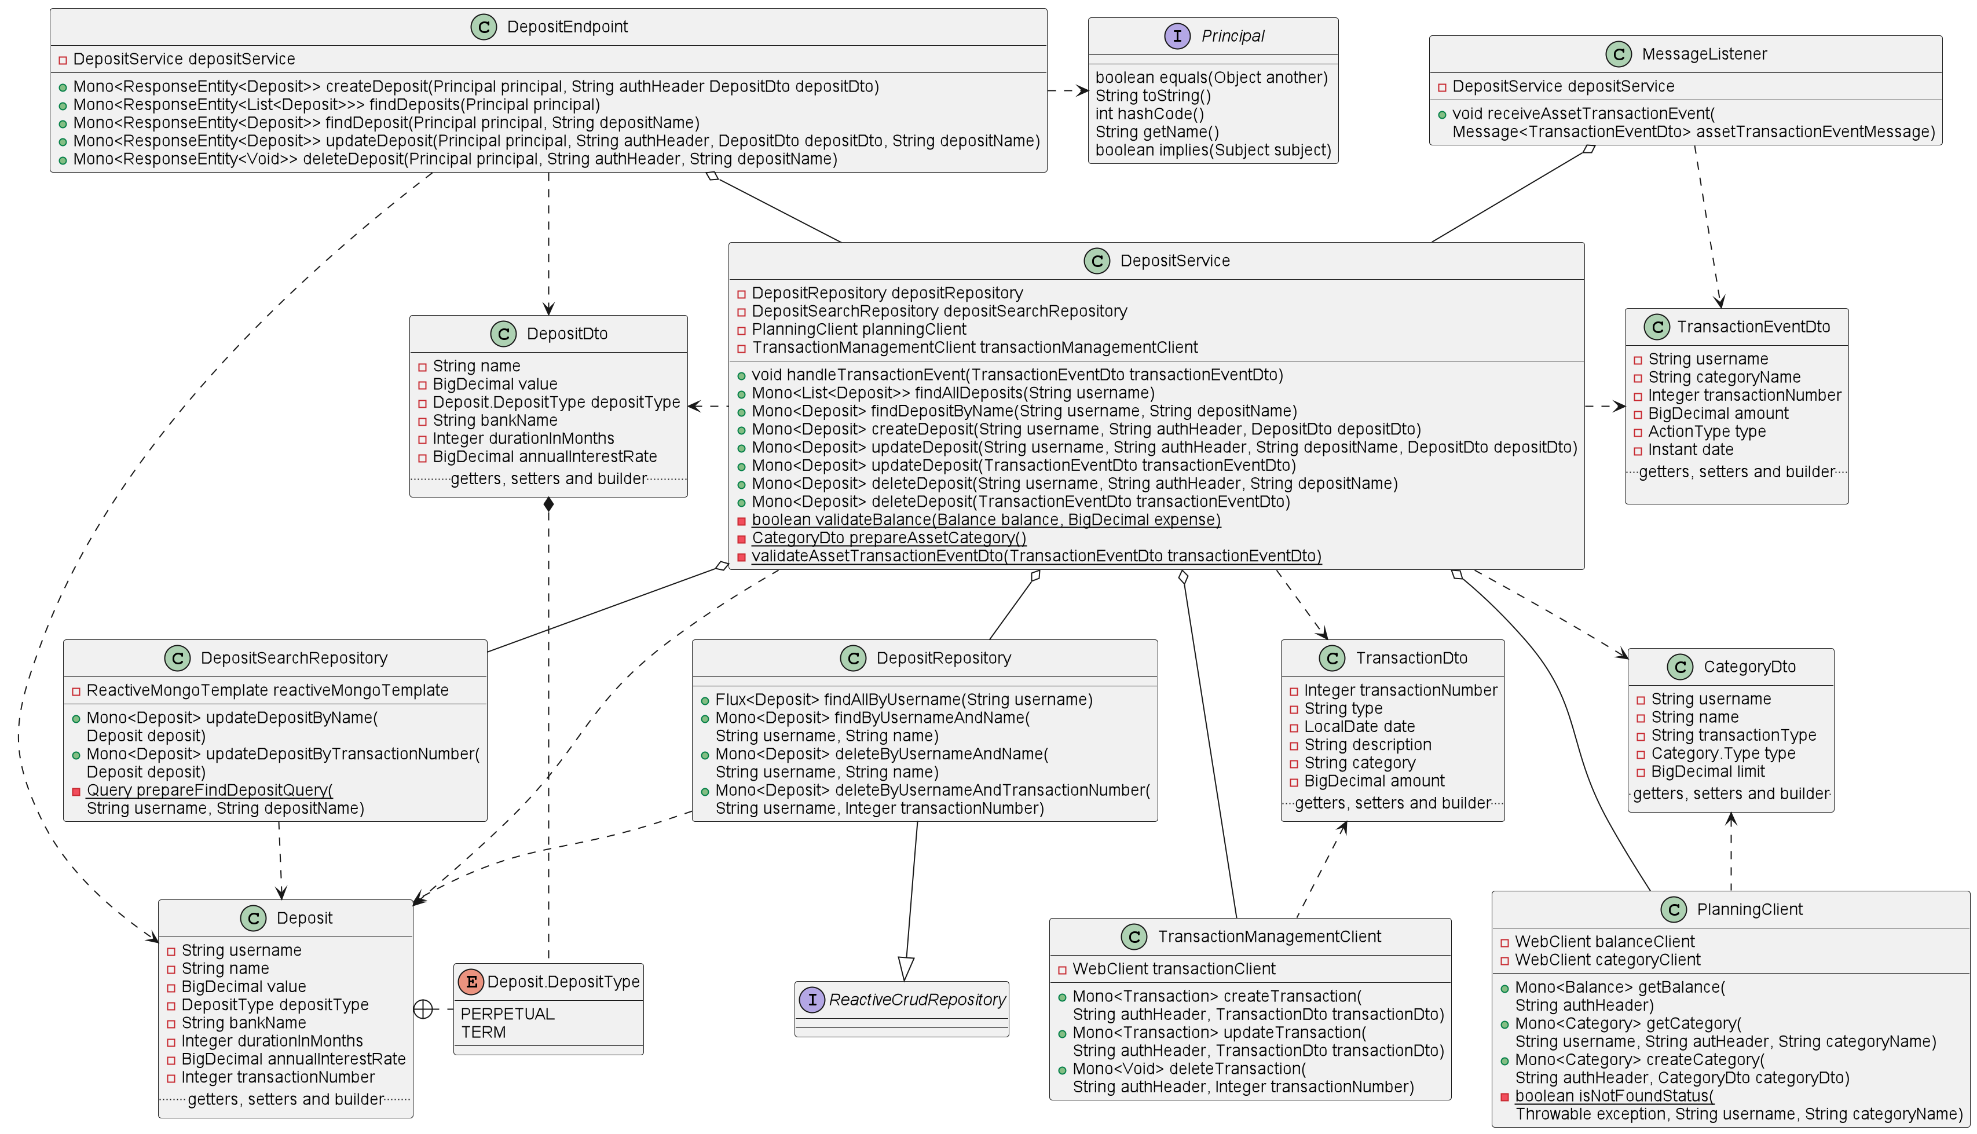 C DepositEndpoint
DepositService depositService
Mono<ResponseEntity<Deposit>> createDeposit(Principal principal, String authHeader DepositDto depositDto)
Mono<ResponseEntity<List<Deposit>>> findDeposits(Principal principal)
Mono<ResponseEntity<Deposit>> findDeposit(Principal principal, String depositName)
Mono<ResponseEntity<Deposit>> updateDeposit(Principal principal, String authHeader, DepositDto depositDto, String depositName)
Mono<ResponseEntity<Void>> deleteDeposit(Principal principal, String authHeader, String depositName)
I Principal
boolean equals(Object another)
String toString()
int hashCode()
String getName()
boolean implies(Subject subject)
C MessageListener
DepositService depositService
void receiveAssetTransactionEvent(
Message<TransactionEventDto> assetTransactionEventMessage)
C DepositService
DepositRepository depositRepository
DepositSearchRepository depositSearchRepository
PlanningClient planningClient
TransactionManagementClient transactionManagementClient
void handleTransactionEvent(TransactionEventDto transactionEventDto)
Mono<List<Deposit>> findAllDeposits(String username)
Mono<Deposit> findDepositByName(String username, String depositName)
Mono<Deposit> createDeposit(String username, String authHeader, DepositDto depositDto)
Mono<Deposit> updateDeposit(String username, String authHeader, String depositName, DepositDto depositDto)
Mono<Deposit> updateDeposit(TransactionEventDto transactionEventDto)
Mono<Deposit> deleteDeposit(String username, String authHeader, String depositName)
Mono<Deposit> deleteDeposit(TransactionEventDto transactionEventDto)
boolean validateBalance(Balance balance, BigDecimal expense)
CategoryDto prepareAssetCategory()
validateAssetTransactionEventDto(TransactionEventDto transactionEventDto)
C DepositDto
String name
BigDecimal value
Deposit.DepositType depositType
String bankName
Integer durationInMonths
BigDecimal annualInterestRate
getters, setters and builder
C TransactionEventDto
String username
String categoryName
Integer transactionNumber
BigDecimal amount
ActionType type
Instant date
getters, setters and builder
C DepositSearchRepository
ReactiveMongoTemplate reactiveMongoTemplate
Mono<Deposit> updateDepositByName(
Deposit deposit)
Mono<Deposit> updateDepositByTransactionNumber(
Deposit deposit)
Query prepareFindDepositQuery(
String username, String depositName)
C DepositRepository
Flux<Deposit> findAllByUsername(String username)
Mono<Deposit> findByUsernameAndName(
String username, String name)
Mono<Deposit> deleteByUsernameAndName(
String username, String name)
Mono<Deposit> deleteByUsernameAndTransactionNumber(
String username, Integer transactionNumber)
C TransactionDto
Integer transactionNumber
String type
LocalDate date
String description
String category
BigDecimal amount
getters, setters and builder
C CategoryDto
String username
String name
String transactionType
Category.Type type
BigDecimal limit
getters, setters and builder
C Deposit
String username
String name
BigDecimal value
DepositType depositType
String bankName
Integer durationInMonths
BigDecimal annualInterestRate
Integer transactionNumber
getters, setters and builder
E Deposit.DepositType
PERPETUAL
TERM
I ReactiveCrudRepository
C TransactionManagementClient
WebClient transactionClient
Mono<Transaction> createTransaction(
String authHeader, TransactionDto transactionDto)
Mono<Transaction> updateTransaction(
String authHeader, TransactionDto transactionDto)
Mono<Void> deleteTransaction(
String authHeader, Integer transactionNumber)
C PlanningClient
WebClient balanceClient
WebClient categoryClient
Mono<Balance> getBalance(
String authHeader)
Mono<Category> getCategory(
String username, String autHeader, String categoryName)
Mono<Category> createCategory(
String authHeader, CategoryDto categoryDto)
boolean isNotFoundStatus(
Throwable exception, String username, String categoryName)